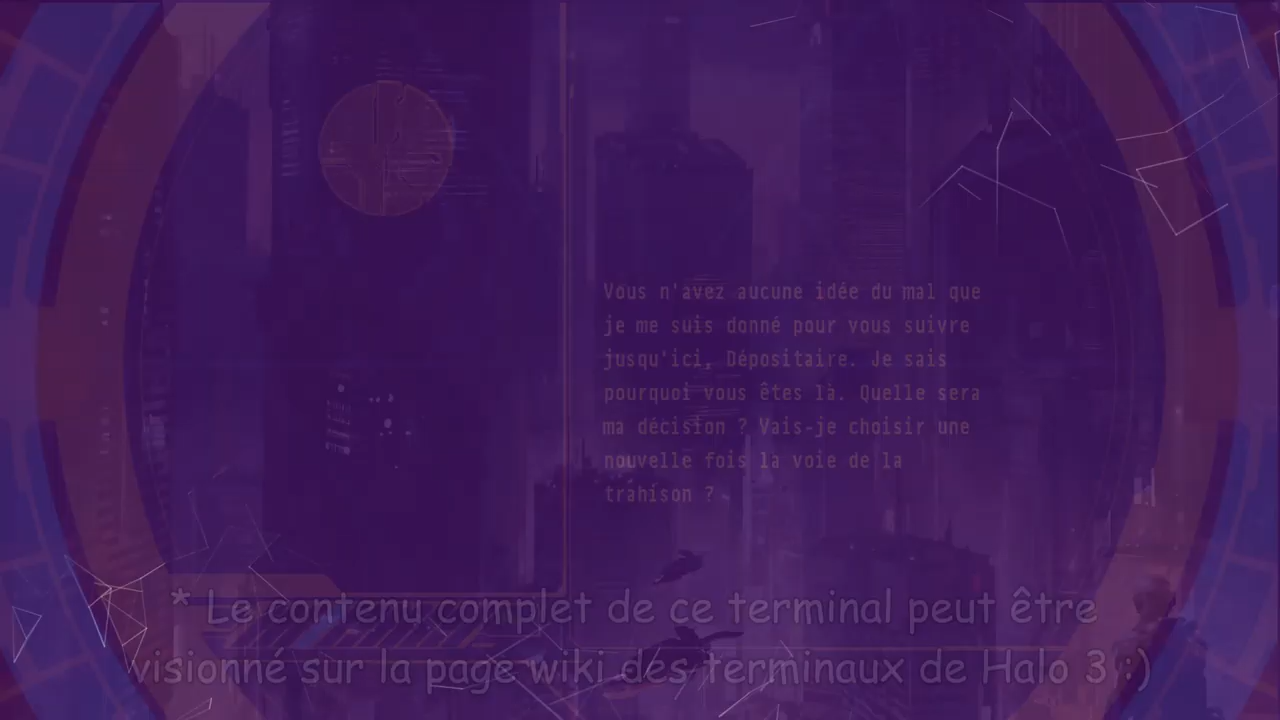 Vous n'avez aucune idée du mal que
je me suis donné pour vous suivre
jusqu'ici, Dépositaire. Je sais
pourquoi vous êtes là. Quelle sera
ma décision ? Vais-je choisir une
nouvelle fois la voie de la
trahison ?
* Le contenu complet de ce terminal peut être
visionné sur la page wiki des terminaux de Halo 3 :)